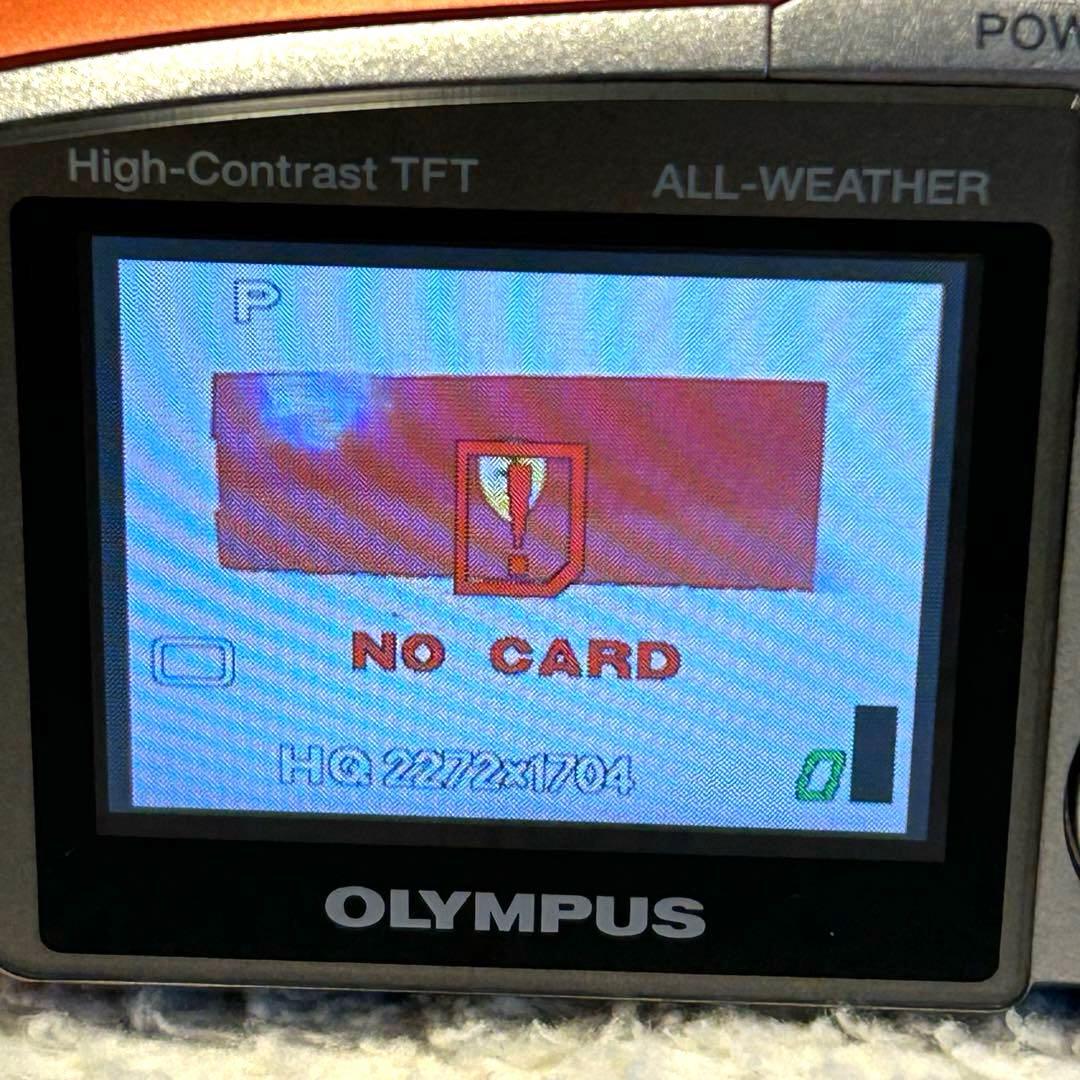 POW
High-Contrast TFT
ALL-WEATHER
P
!
NO CARD
HQ 2272x1704
0
OLYMPUS